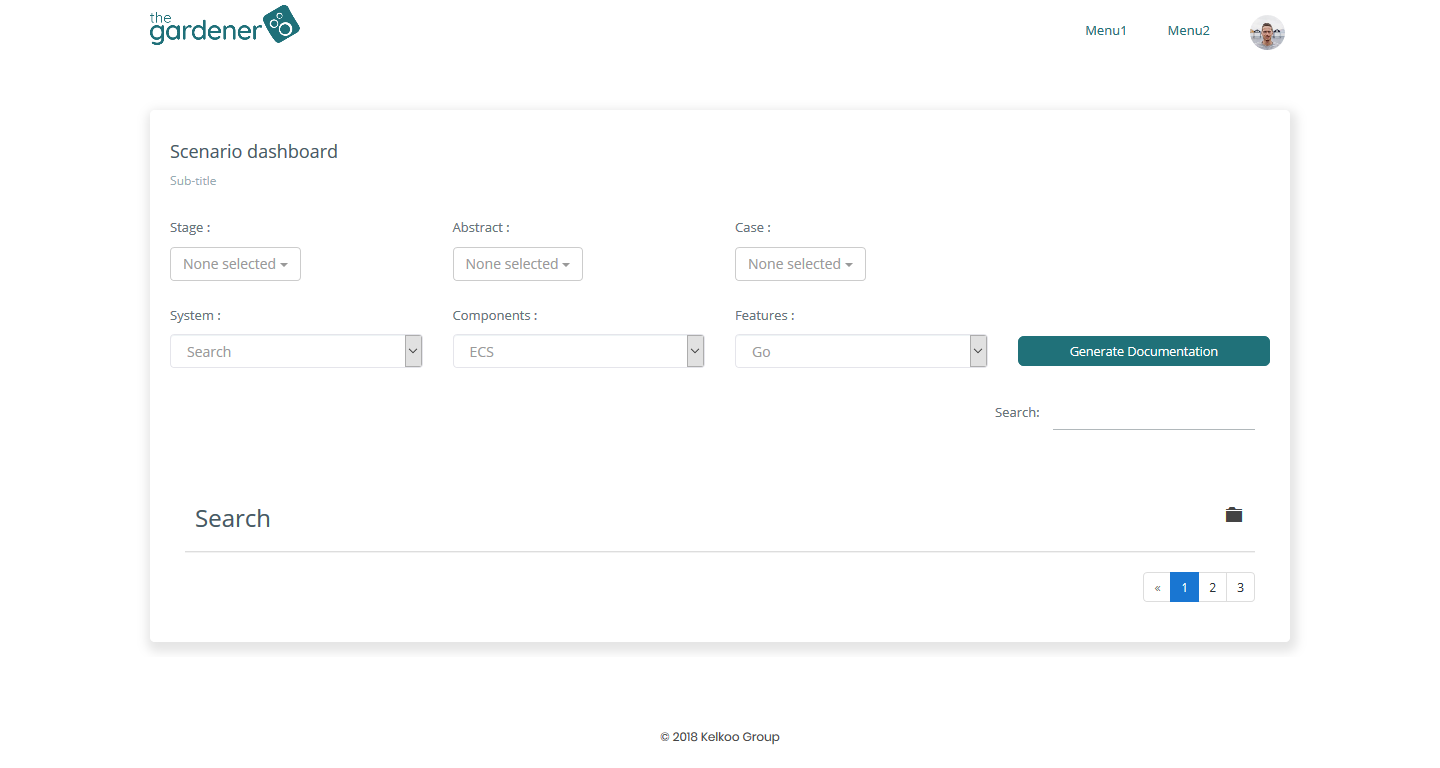 the
gardener
Menu1 Menu2
Scenario dashboard
Sub-title
Stage : Abstract : Case :
None selected None selected None selected
System : Components : Features :
Search ECS Go Generate Documentation
Search:
Search
« 1 2 3
© 2018 Kelkoo Group